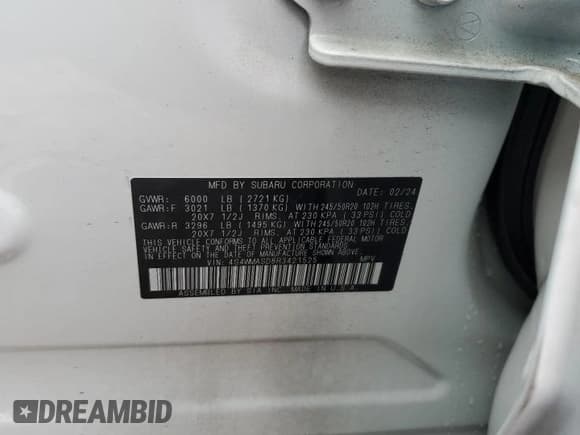 MFD BY SUBARU CORPORATION
DATE: 02/24
GVWR: 6000 LB ( 2721 KG)
GAWR:F 3021 LB ( 1370 KG) WITH 245/50R20 102H TIRES,
20X7 1/2J RIMS, AT 230 KPA ( 33 PSI) COLD
GAWR:R 3296 LB ( 1495 KG) WITH 245/50R20 102H TIRES,
20X7 1/2J RIMS, AT 230 KPA ( 33 PSI) COLD
THIS VEHICLE CONFORMS TO ALL APPLICABLE FEDERAL MOTOR
VEHICLE SAFETY AND THEFT PREVENTION STANDARDS
IN EFFECT ON THE DATE OF MANUFACTURE SHOWN ABOVE.
VIN: 4S4WMASD8R3421525 MPV
ASSEMBLED BY SIA INC. MADE IN U.S.A.
DREAMBID